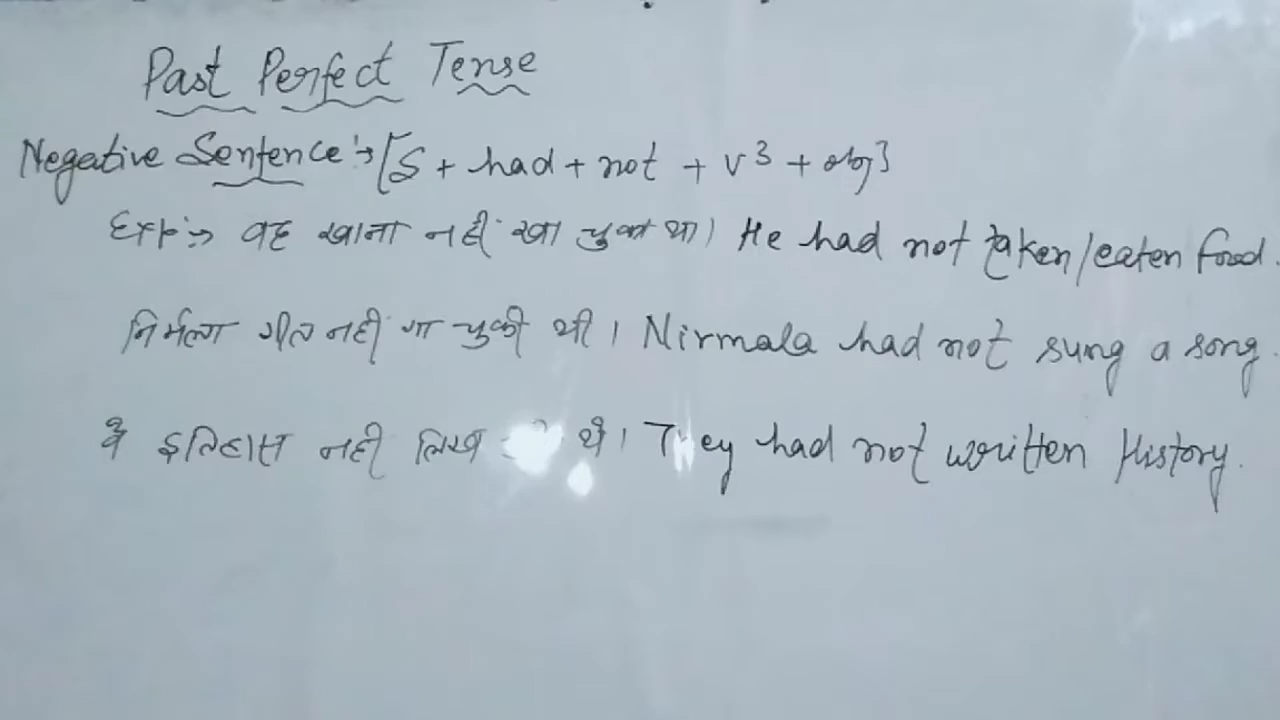 Past Perfect Tense
Negative Sentence :→ [S + had + not + V³ + obj]
Exp :→ वह खाना नहीं खा चुका था। He had not taken/eaten food.
निर्मला गीत नहीं गा चुकी थी। Nirmala had not sung a song.
वे इतिहास नहीं लिख थे। They had not written History.